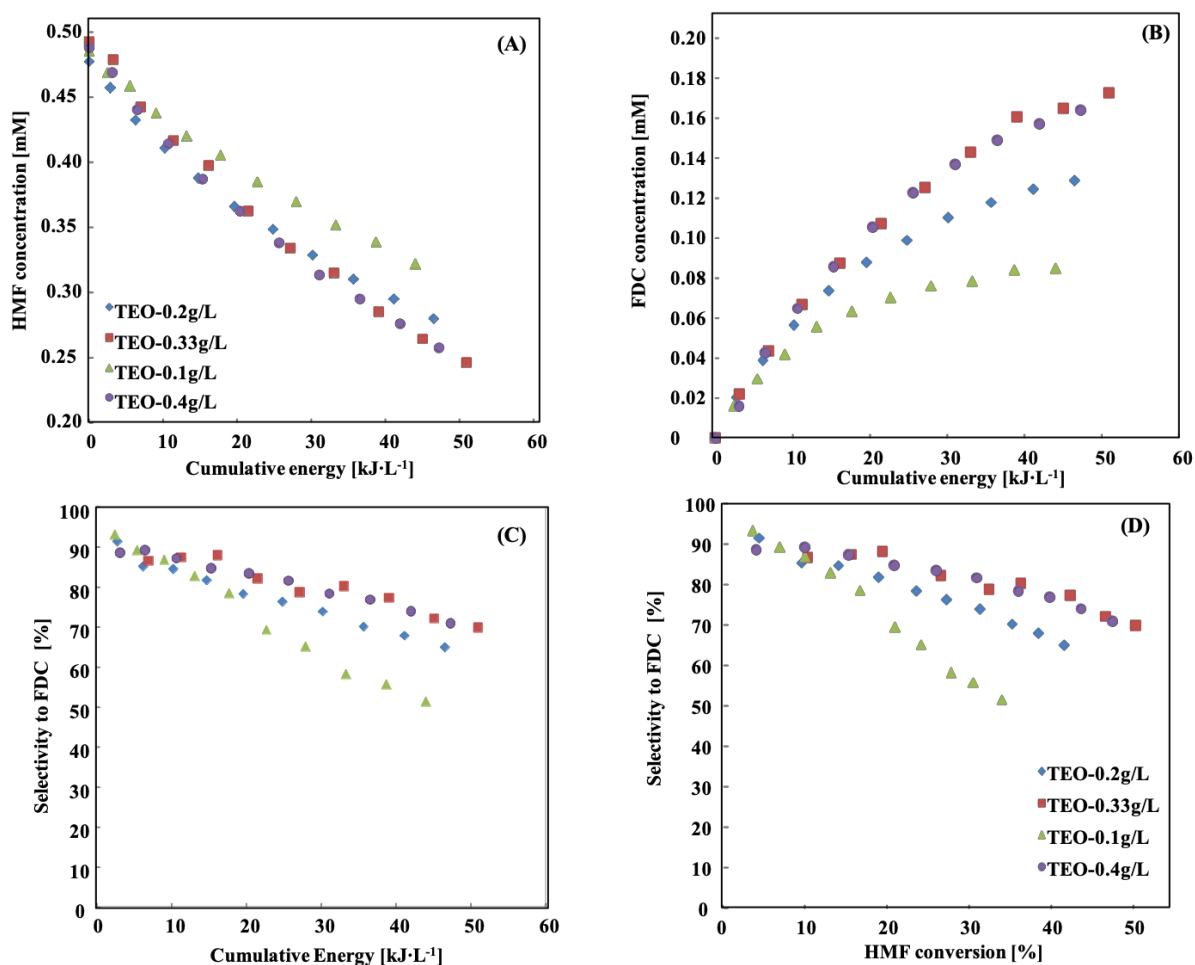 (A)
HMF concentration [mM]
0.50
0.45
0.40
0.35
0.30
0.25
0.20
TEO-0.2g/L
TEO-0.33g/L
TEO-0.1g/L
TEO-0.4g/L
0 10 20 30 40 50 60
Cumulative energy [kJ·L⁻¹]
(B)
FDC concentration [mM]
0.20
0.18
0.16
0.14
0.12
0.10
0.08
0.06
0.04
0.02
0
0 10 20 30 40 50 60
Cumulative energy [kJ·L⁻¹]
(C)
Selectivity to FDC [%]
100
90
80
70
60
50
40
30
20
10
0
0 10 20 30 40 50 60
Cumulative Energy [kJ·L⁻¹]
(D)
Selectivity to FDC [%]
100
90
80
70
60
50
40
30
20
10
0
TEO-0.2g/L
TEO-0.33g/L
TEO-0.1g/L
TEO-0.4g/L
0 10 20 30 40 50
HMF conversion [%]